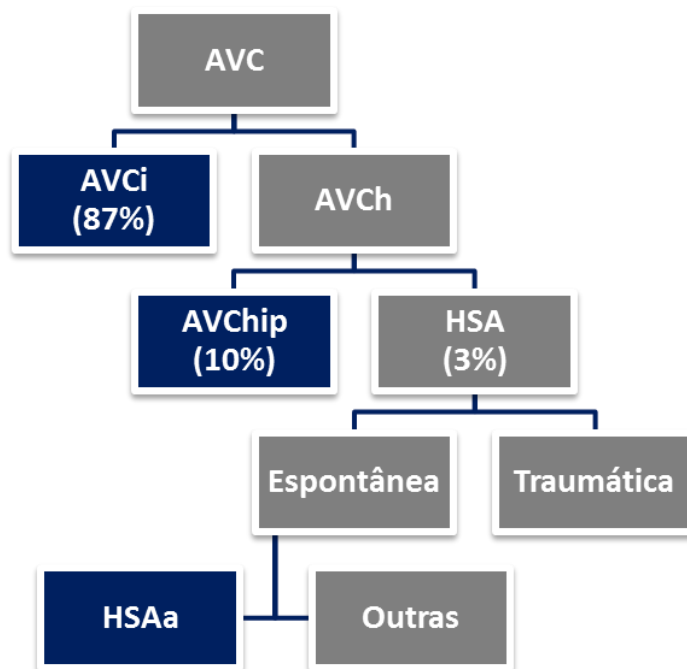 AVC
AVCi
(87%)
AVCh
AVChip
(10%)
HSA
(3%)
Espontânea
Traumática
HSAa
Outras